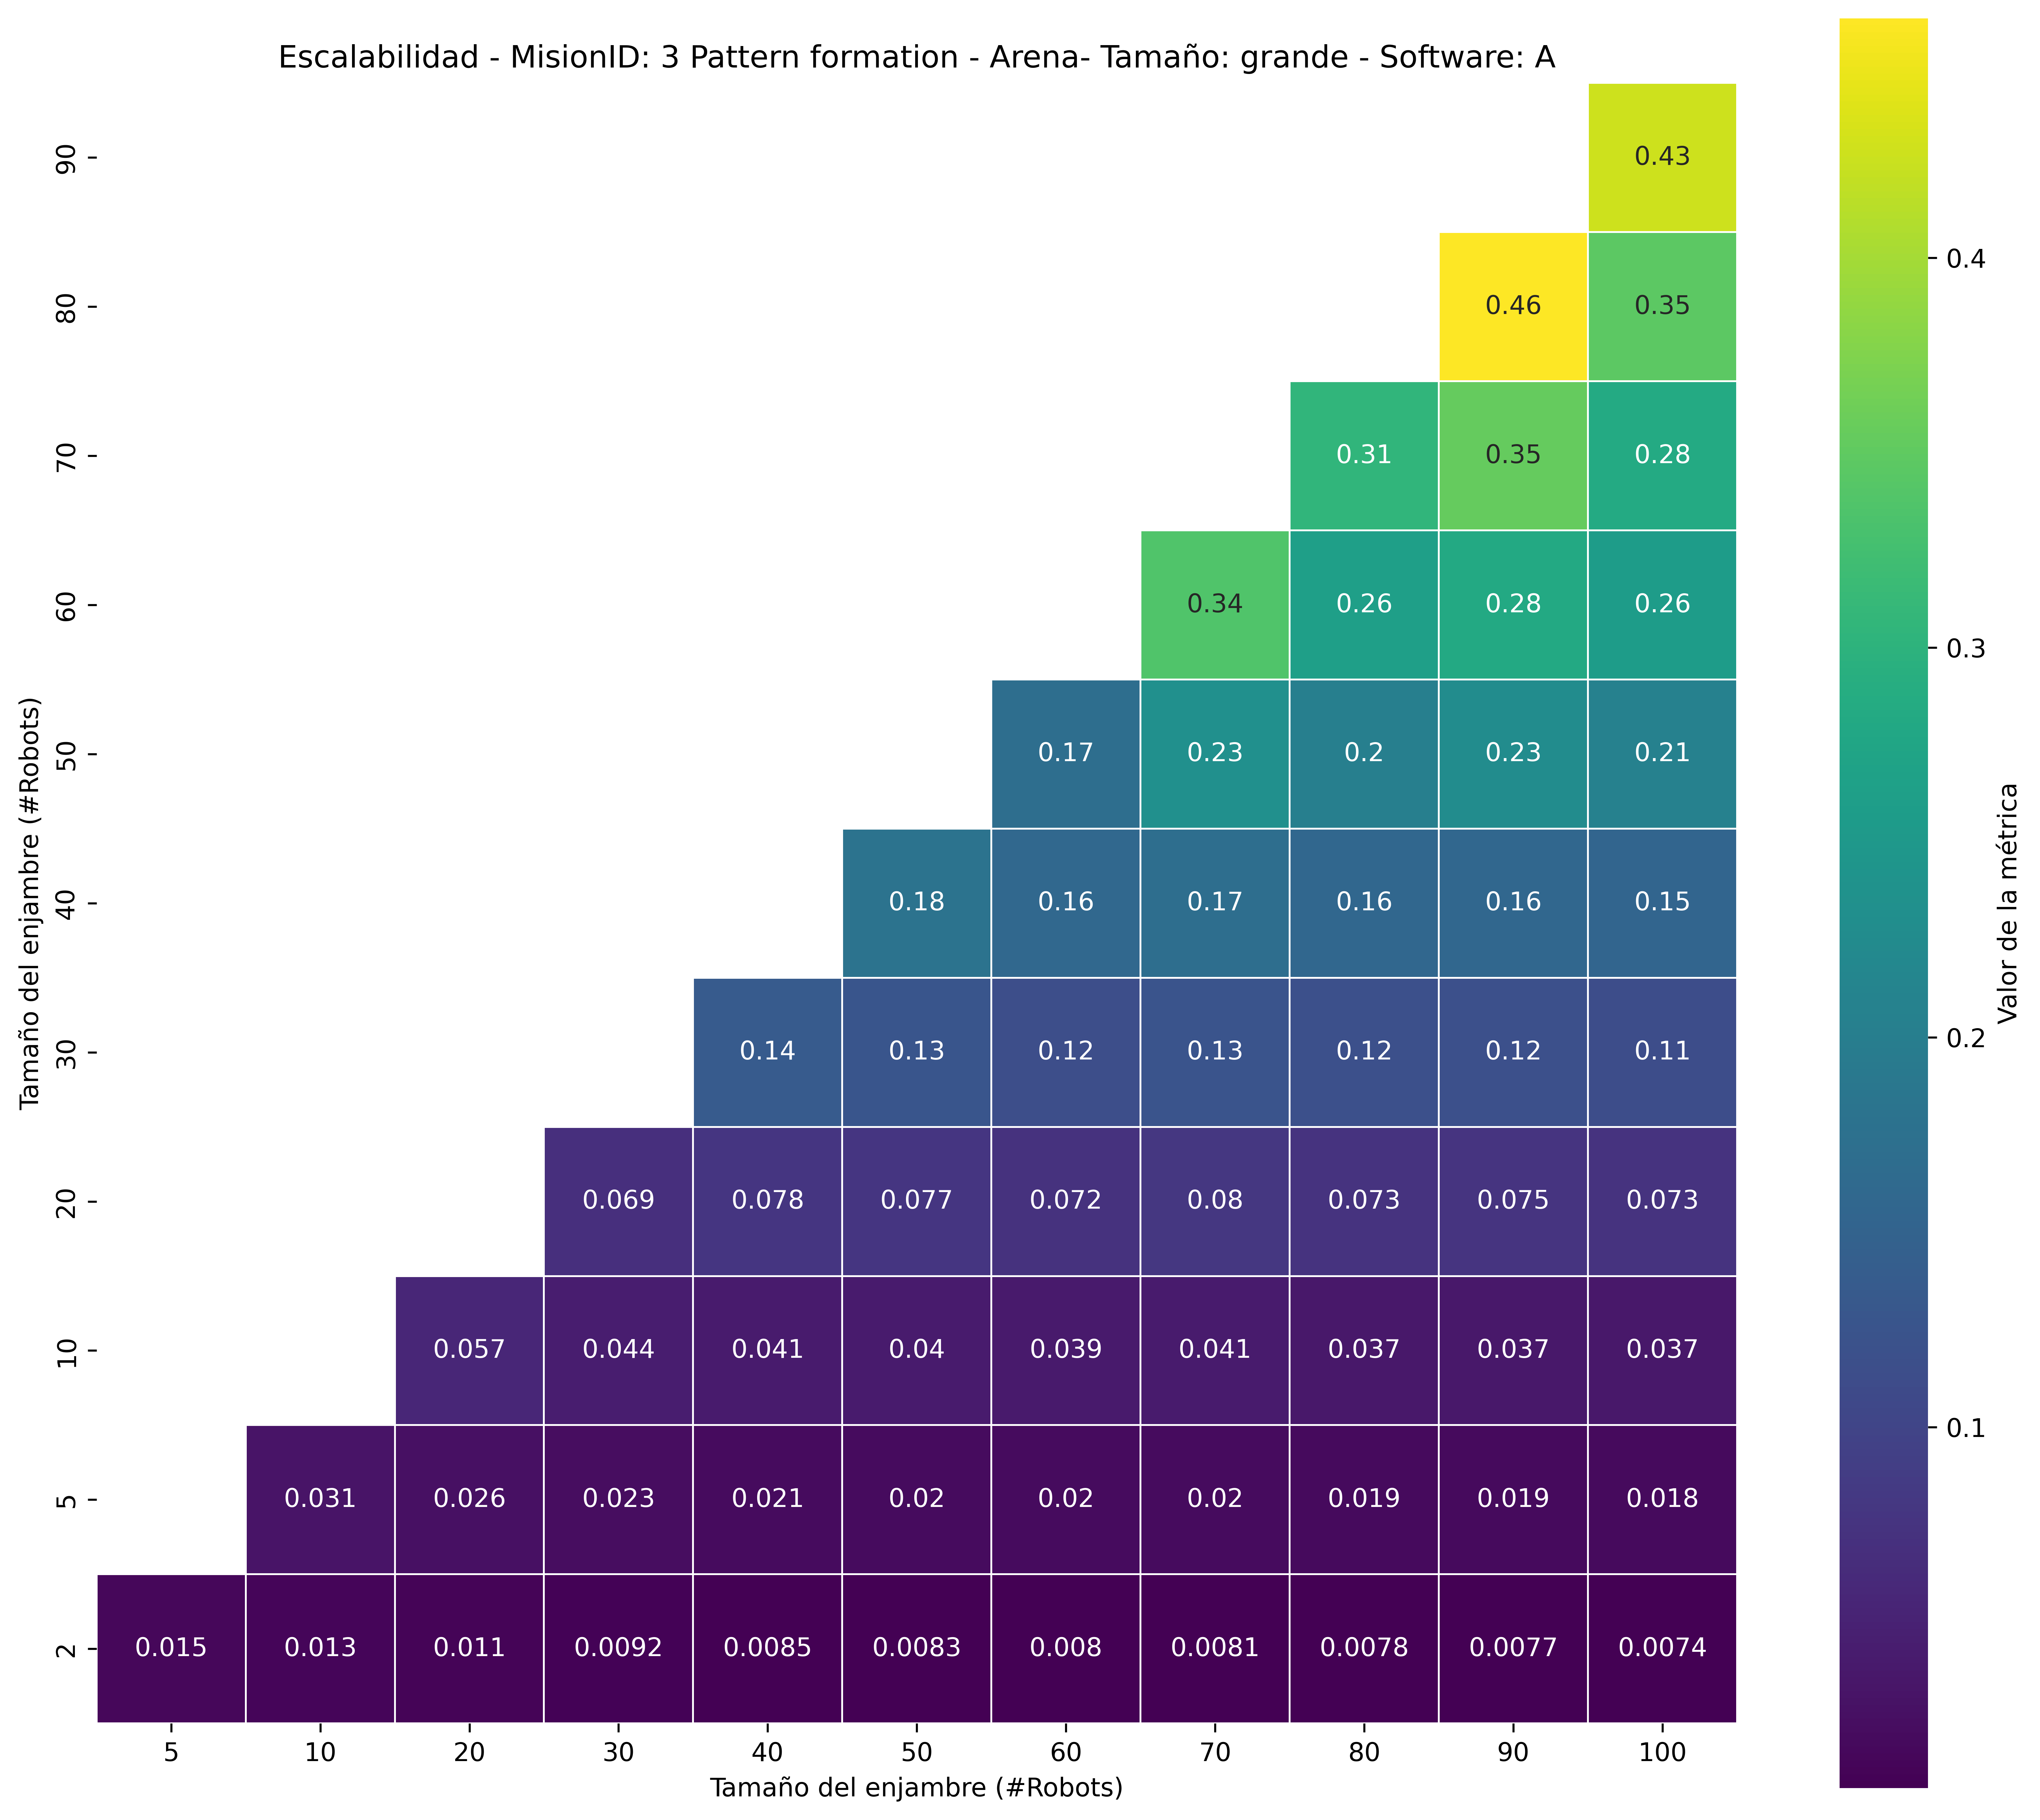 Escalabilidad - MisionID: 3 Pattern formation - Arena- Tamaño: grande - Software: A
90 0.43
80 0.46 0.35
70 0.31 0.35 0.28
60 0.34 0.26 0.28 0.26
50 0.17 0.23 0.2 0.23 0.21
40 0.18 0.16 0.17 0.16 0.16 0.15
30 0.14 0.13 0.12 0.13 0.12 0.12 0.11
20 0.069 0.078 0.077 0.072 0.08 0.073 0.075 0.073
10 0.057 0.044 0.041 0.04 0.039 0.041 0.037 0.037 0.037
5 0.031 0.026 0.023 0.021 0.02 0.02 0.02 0.019 0.019 0.018
2 0.015 0.013 0.011 0.0092 0.0085 0.0083 0.008 0.0081 0.0078 0.0077 0.0074
5 10 20 30 40 50 60 70 80 90 100
Tamaño del enjambre (#Robots)
Tamaño del enjambre (#Robots)
0.4
0.3
0.2
0.1
Valor de la métrica